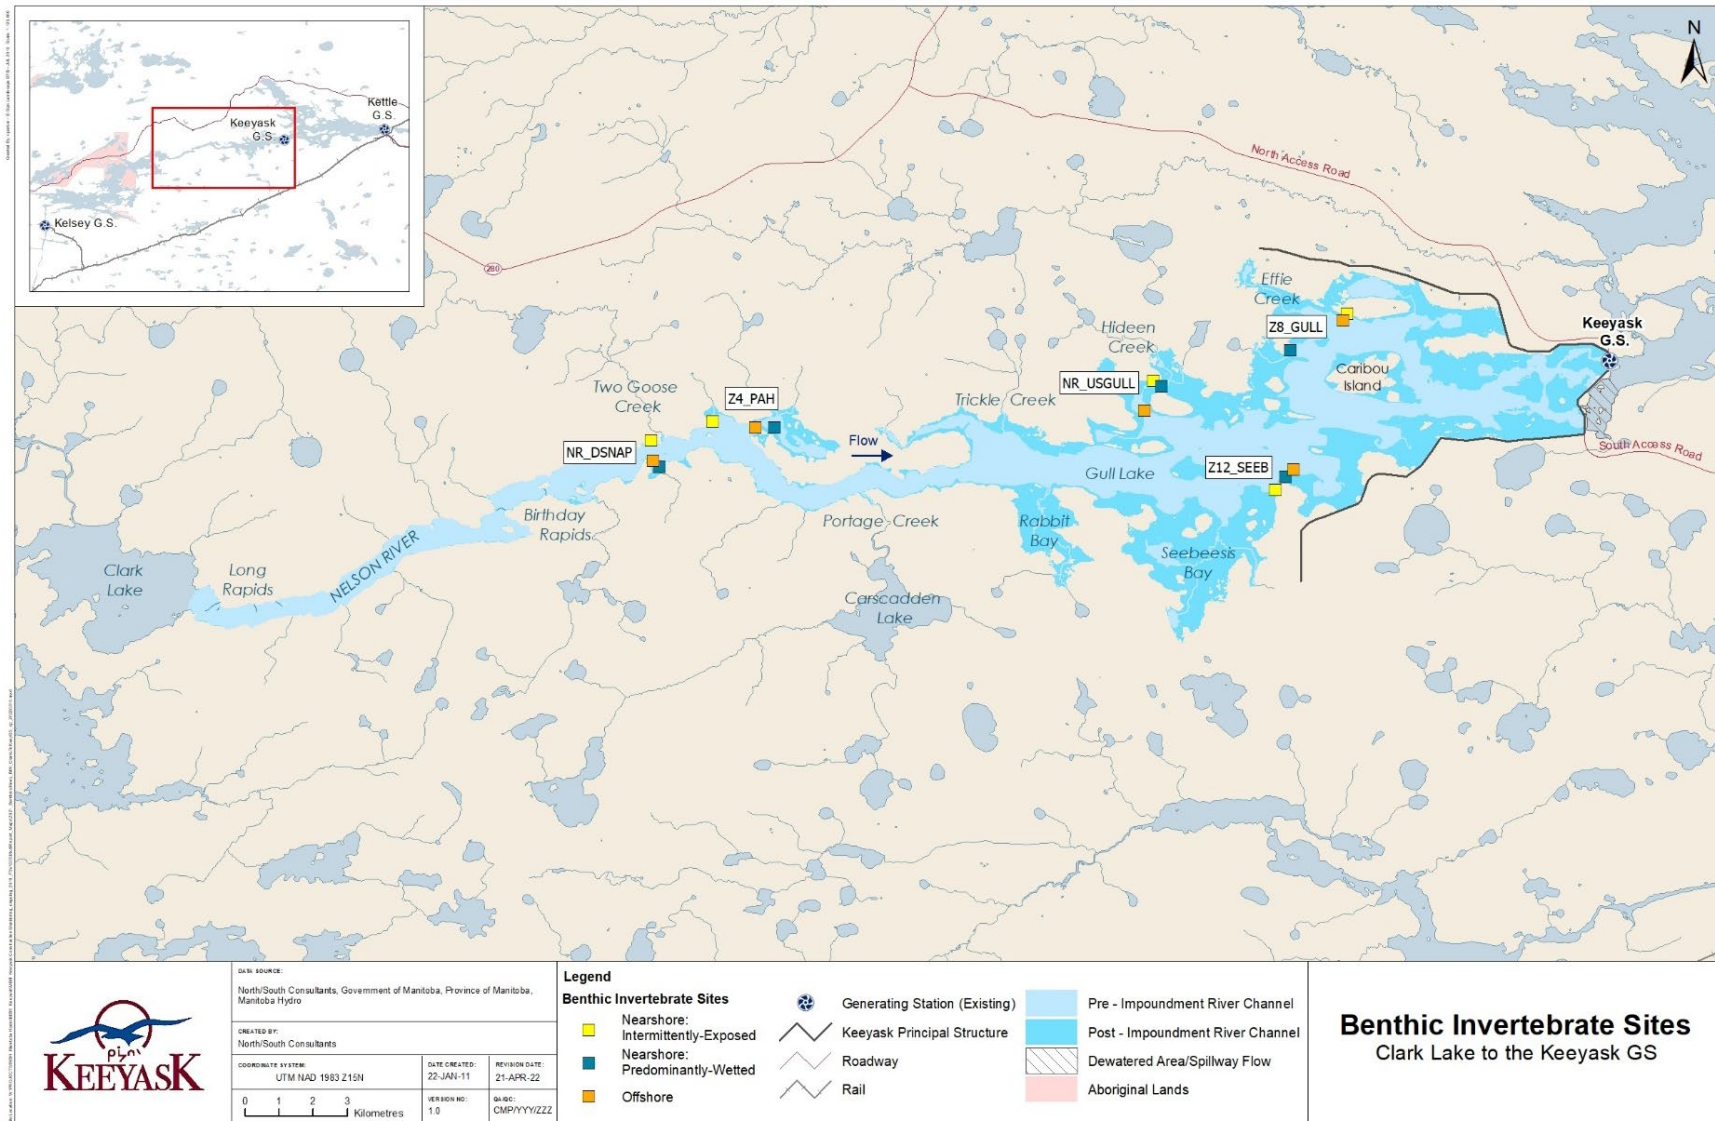 Kettle
G.S.
Keeyask
G.S.
Kelsey G.S.
N
North Access Road
280
Effie
Creek
Keeyask
G.S.
Z8_GULL
Hideen
Creek
Caribou
Island
NR_USGULL
Two Goose
Creek
Z4_PAH
Trickle Creek
Flow
South Access Road
NR_DSNAP
Gull Lake
Z12_SEEB
Birthday
Rapids
Portage Creek
Rabbit
Bay
Seebeesis
Bay
NELSON RIVER
Clark
Lake
Long
Rapids
Carscadden
Lake
KEEYASK
DATA SOURCE:
North/South Consultants, Government of Manitoba, Province of Manitoba,
Manitoba Hydro
CREATED BY:
North/South Consultants
COORDINATE SYSTEM:
UTM NAD 1983 Z15N
DATE CREATED:
22-JAN-11
REVISION DATE:
21-APR-22
0 1 2 3
Kilometres
VERSION NO:
1.0
QA/QC:
CMP/YYY/ZZZ
Legend
Benthic Invertebrate Sites
Nearshore:
Intermittently-Exposed
Nearshore:
Predominantly-Wetted
Offshore
Generating Station (Existing)
Keeyask Principal Structure
Roadway
Rail
Pre - Impoundment River Channel
Post - Impoundment River Channel
Dewatered Area/Spillway Flow
Aboriginal Lands
Benthic Invertebrate Sites
Clark Lake to the Keeyask GS